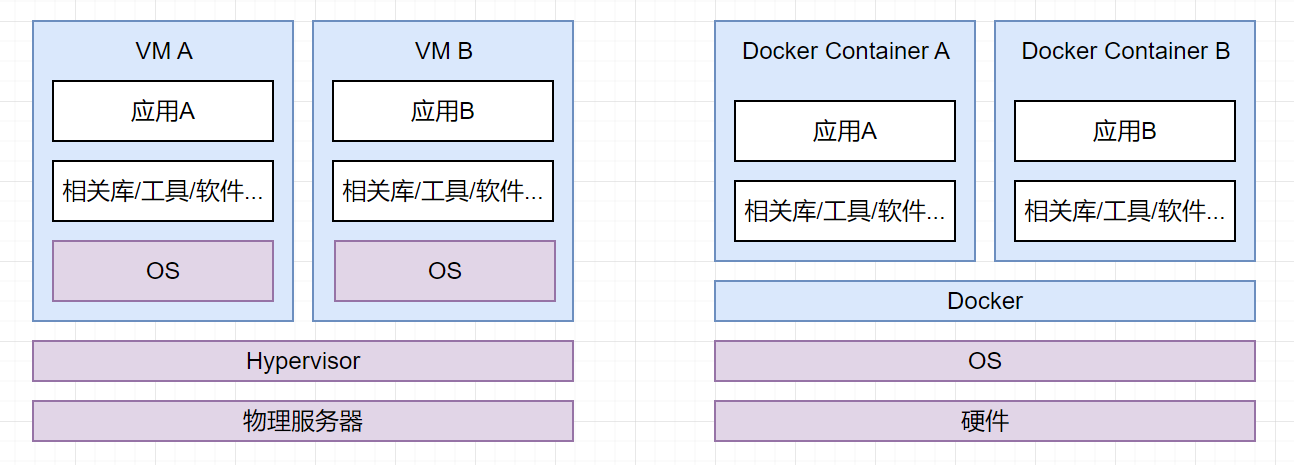 VM A
应用A
相关库/工具/软件...
OS
VM B
应用B
相关库/工具/软件...
OS
Hypervisor
物理服务器
Docker Container A
应用A
相关库/工具/软件...
Docker Container B
应用B
相关库/工具/软件...
Docker
OS
硬件